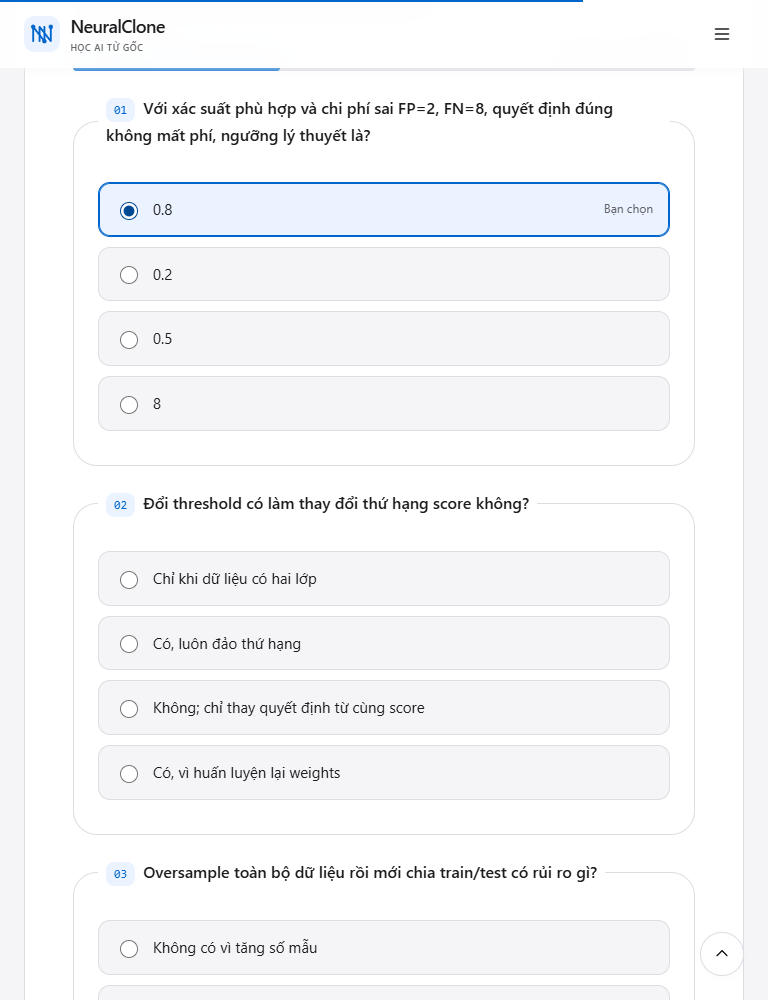 NeuralClone
HỌC AI TỪ GỐC
01 Với xác suất phù hợp và chi phí sai FP=2, FN=8, quyết định đúng
không mất phí, ngưỡng lý thuyết là?
0.8 Bạn chọn
0.2
0.5
8
02 Đổi threshold có làm thay đổi thứ hạng score không?
Chỉ khi dữ liệu có hai lớp
Có, luôn đảo thứ hạng
Không; chỉ thay quyết định từ cùng score
Có, vì huấn luyện lại weights
03 Oversample toàn bộ dữ liệu rồi mới chia train/test có rủi ro gì?
Không có vì tăng số mẫu